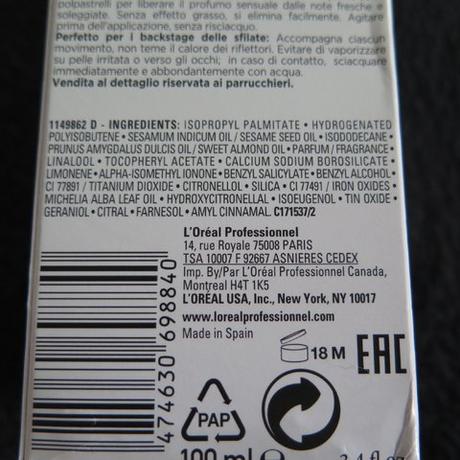 polpastrelli per liberare il profumo sensuale dalle note fresche e
soleggiate. Senza effetto grasso, si elimina facilmente. Agitare
prima dell'applicazione, senza risciacquo.
Perfetto per i backstage delle sfilate: Accompagna ciascun
movimento, non teme il calore dei riflettori. Evitare di vaporizzare
su pelle irritata o verso gli occhi; in caso di contatto, sciacquare
immediatamente e abbondantemente con acqua.
Vendita al dettaglio riservata ai parrucchieri.
1149862 D - INGREDIENTS: ISOPROPYL PALMITATE • HYDROGENATED
POLYISOBUTENE • SESAMUM INDICUM OIL / SESAME SEED OIL • ISODODECANE •
PRUNUS AMYGDALUS DULCIS OIL / SWEET ALMOND OIL • PARFUM / FRAGRANCE
LINALOOL • TOCOPHERYL ACETATE • CALCIUM SODIUM BOROSILICATE
LIMONENE • ALPHA-ISOMETHYL IONONE • BENZYL SALICYLATE • BENZYL ALCOHOL
CI 77891 / TITANIUM DIOXIDE • CITRONELLOL • SILICA • CI 77491 / IRON OXIDES •
MICHELIA ALBA LEAF OIL • HYDROXYCITRONELLAL • ISOEUGENOL • TIN OXIDE •
GERANIOL • CITRAL • FARNESOL • AMYL CINNAMAL. C171537/2
L'Oréal Professionnel
14, rue Royale 75008 PARIS
TSA 10007 F 92667 ASNIERES CEDEX
Imp. By/Par L'Oréal Professionnel Canada,
Montreal H4T 1K5
L'ORÉAL USA, Inc., New York, NY 10017
www.lorealprofessionnel.com
Made in Spain
18 M
EAC
PAP
4 74630 698840
100 ml e
3.4 fl.oz